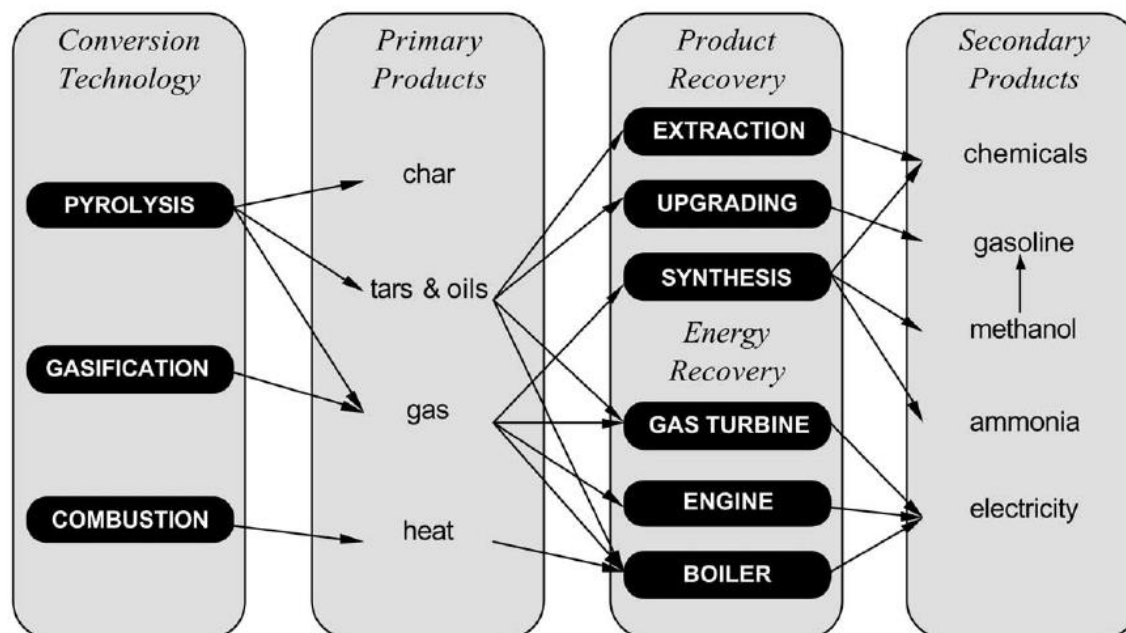 Conversion
Technology
PYROLYSIS
GASIFICATION
COMBUSTION
Primary
Products
char
tars & oils
gas
heat
Product
Recovery
EXTRACTION
UPGRADING
SYNTHESIS
Energy
Recovery
GAS TURBINE
ENGINE
BOILER
Secondary
Products
chemicals
gasoline
methanol
ammonia
electricity